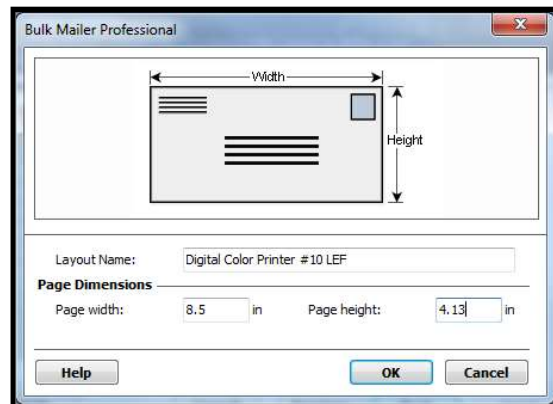 Bulk Mailer Professional
Width
Height
Layout Name: Digital Color Printer #10 LEF
Page Dimensions
Page width: 8.5 in Page height: 4.13 in
Help OK Cancel